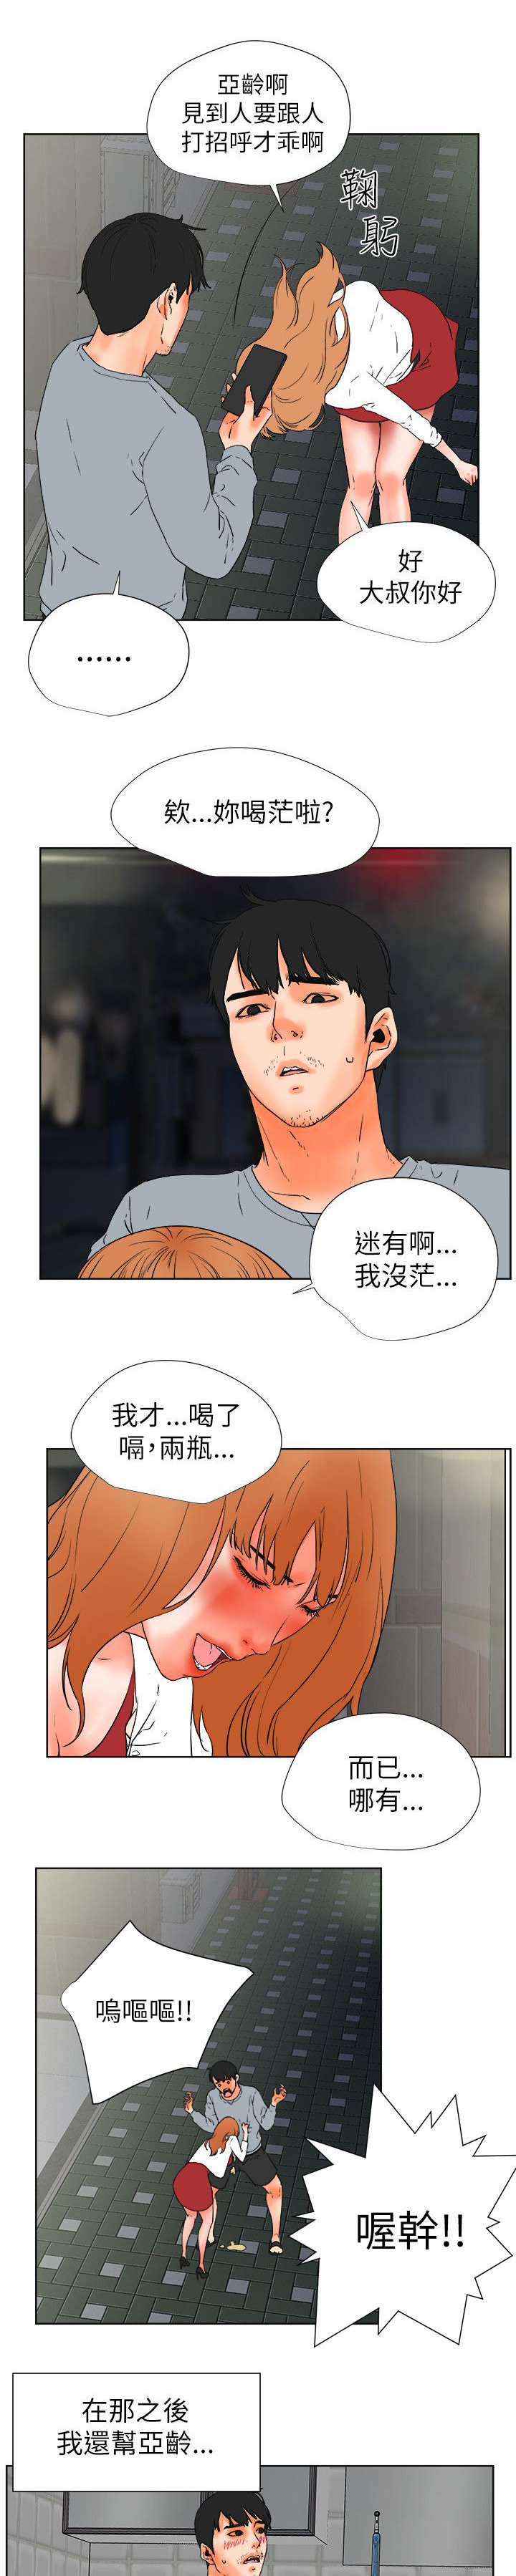 亞齡啊
見到人要跟人
打招呼才乖啊
鞠
躬
好
大叔你好
······
欸...妳喝茫啦?
迷有啊...
我沒茫...
我才...喝了
嗝，兩瓶...
而已...
哪有...
嗚嘔嘔!!
喔幹!!
在那之後
我還幫亞齡...